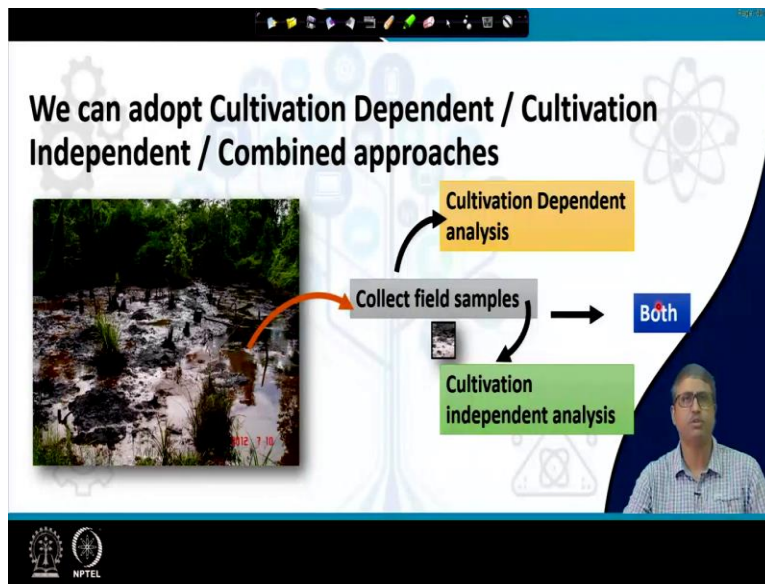 We can adopt Cultivation Dependent / Cultivation
Independent / Combined approaches
Cultivation Dependent
analysis
Collect field samples
Both
Cultivation
independent analysis
2012 7 10
NPTEL